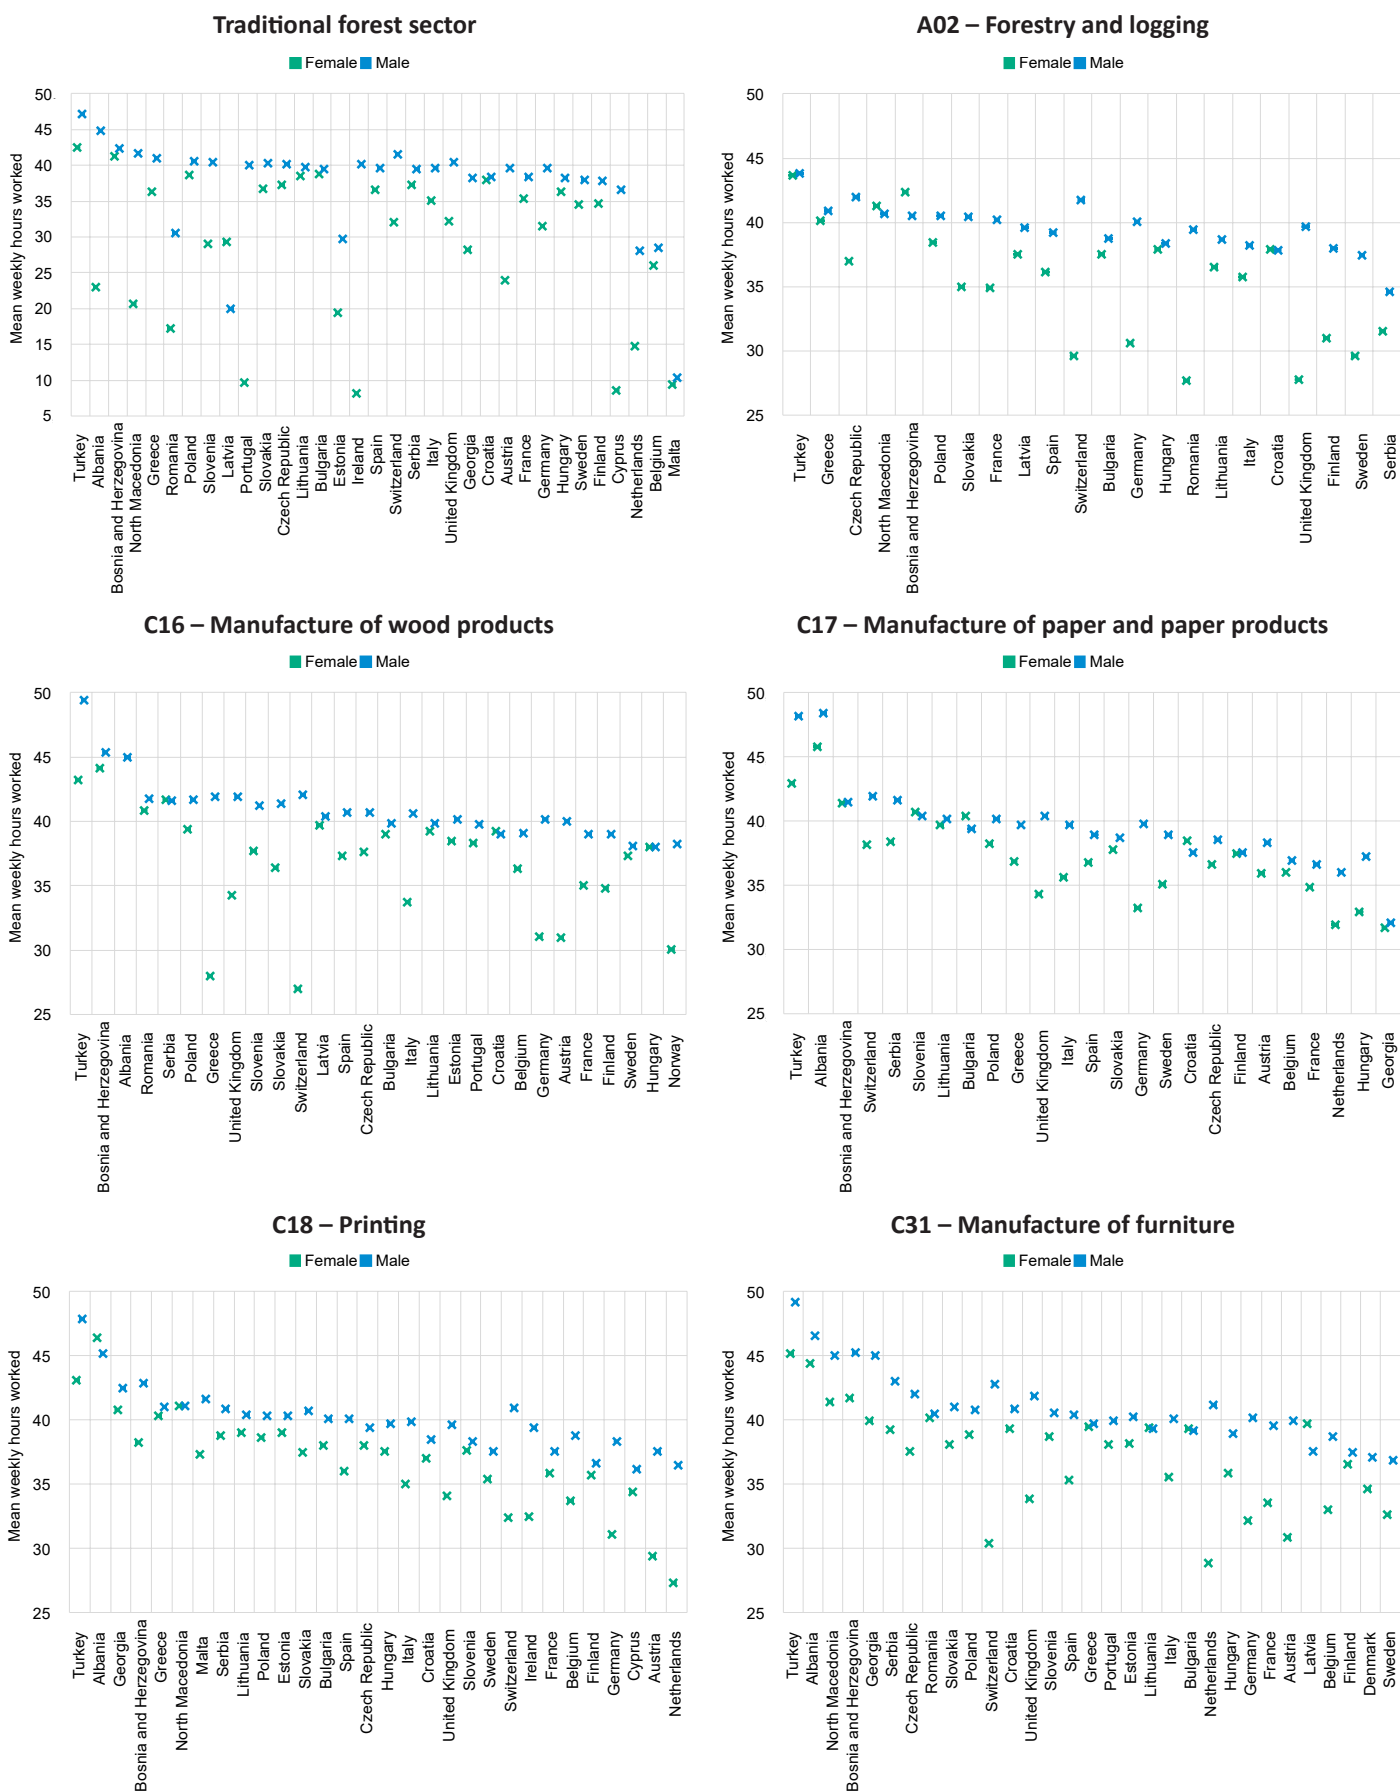 Traditional forest sector
Female Male
Mean weekly hours worked
50
45
40
35
30
25
20
15
10
5
Turkey
Albania
Bosnia and Herzegovina
North Macedonia
Greece
Romania
Poland
Slovenia
Latvia
Portugal
Slovakia
Czech Republic
Lithuania
Bulgaria
Estonia
Ireland
Spain
Switzerland
Serbia
Italy
United Kingdom
Georgia
Croatia
Austria
France
Germany
Hungary
Sweden
Finland
Cyprus
Netherlands
Belgium
Malta
A02 – Forestry and logging
Female Male
Mean weekly hours worked
50
45
40
35
30
25
Turkey
Greece
Czech Republic
North Macedonia
Bosnia and Herzegovina
Poland
Slovakia
France
Latvia
Spain
Switzerland
Bulgaria
Germany
Hungary
Romania
Lithuania
Italy
Croatia
United Kingdom
Finland
Sweden
Serbia
C16 – Manufacture of wood products
Female Male
Mean weekly hours worked
50
45
40
35
30
25
Turkey
Bosnia and Herzegovina
Albania
Romania
Serbia
Poland
Greece
United Kingdom
Slovenia
Slovakia
Switzerland
Latvia
Spain
Czech Republic
Bulgaria
Italy
Lithuania
Estonia
Portugal
Croatia
Belgium
Germany
Austria
France
Finland
Sweden
Hungary
Norway
C17 – Manufacture of paper and paper products
Female Male
Mean weekly hours worked
50
45
40
35
30
25
Turkey
Albania
Bosnia and Herzegovina
Switzerland
Serbia
Slovenia
Lithuania
Bulgaria
Poland
Greece
United Kingdom
Italy
Spain
Slovakia
Germany
Sweden
Croatia
Czech Republic
Finland
Austria
Belgium
France
Netherlands
Hungary
Georgia
C18 – Printing
Female Male
Mean weekly hours worked
50
45
40
35
30
25
Turkey
Albania
Georgia
Bosnia and Herzegovina
Greece
North Macedonia
Malta
Serbia
Lithuania
Poland
Estonia
Slovakia
Bulgaria
Spain
Czech Republic
Hungary
Italy
Croatia
United Kingdom
Slovenia
Sweden
Switzerland
Ireland
France
Belgium
Finland
Germany
Cyprus
Austria
Netherlands
C31 – Manufacture of furniture
Female Male
Mean weekly hours worked
50
45
40
35
30
25
Turkey
Albania
North Macedonia
Bosnia and Herzegovina
Georgia
Serbia
Czech Republic
Romania
Slovakia
Poland
Switzerland
Croatia
United Kingdom
Slovenia
Spain
Greece
Portugal
Estonia
Lithuania
Italy
Bulgaria
Netherlands
Hungary
Germany
France
Austria
Latvia
Belgium
Finland
Denmark
Sweden